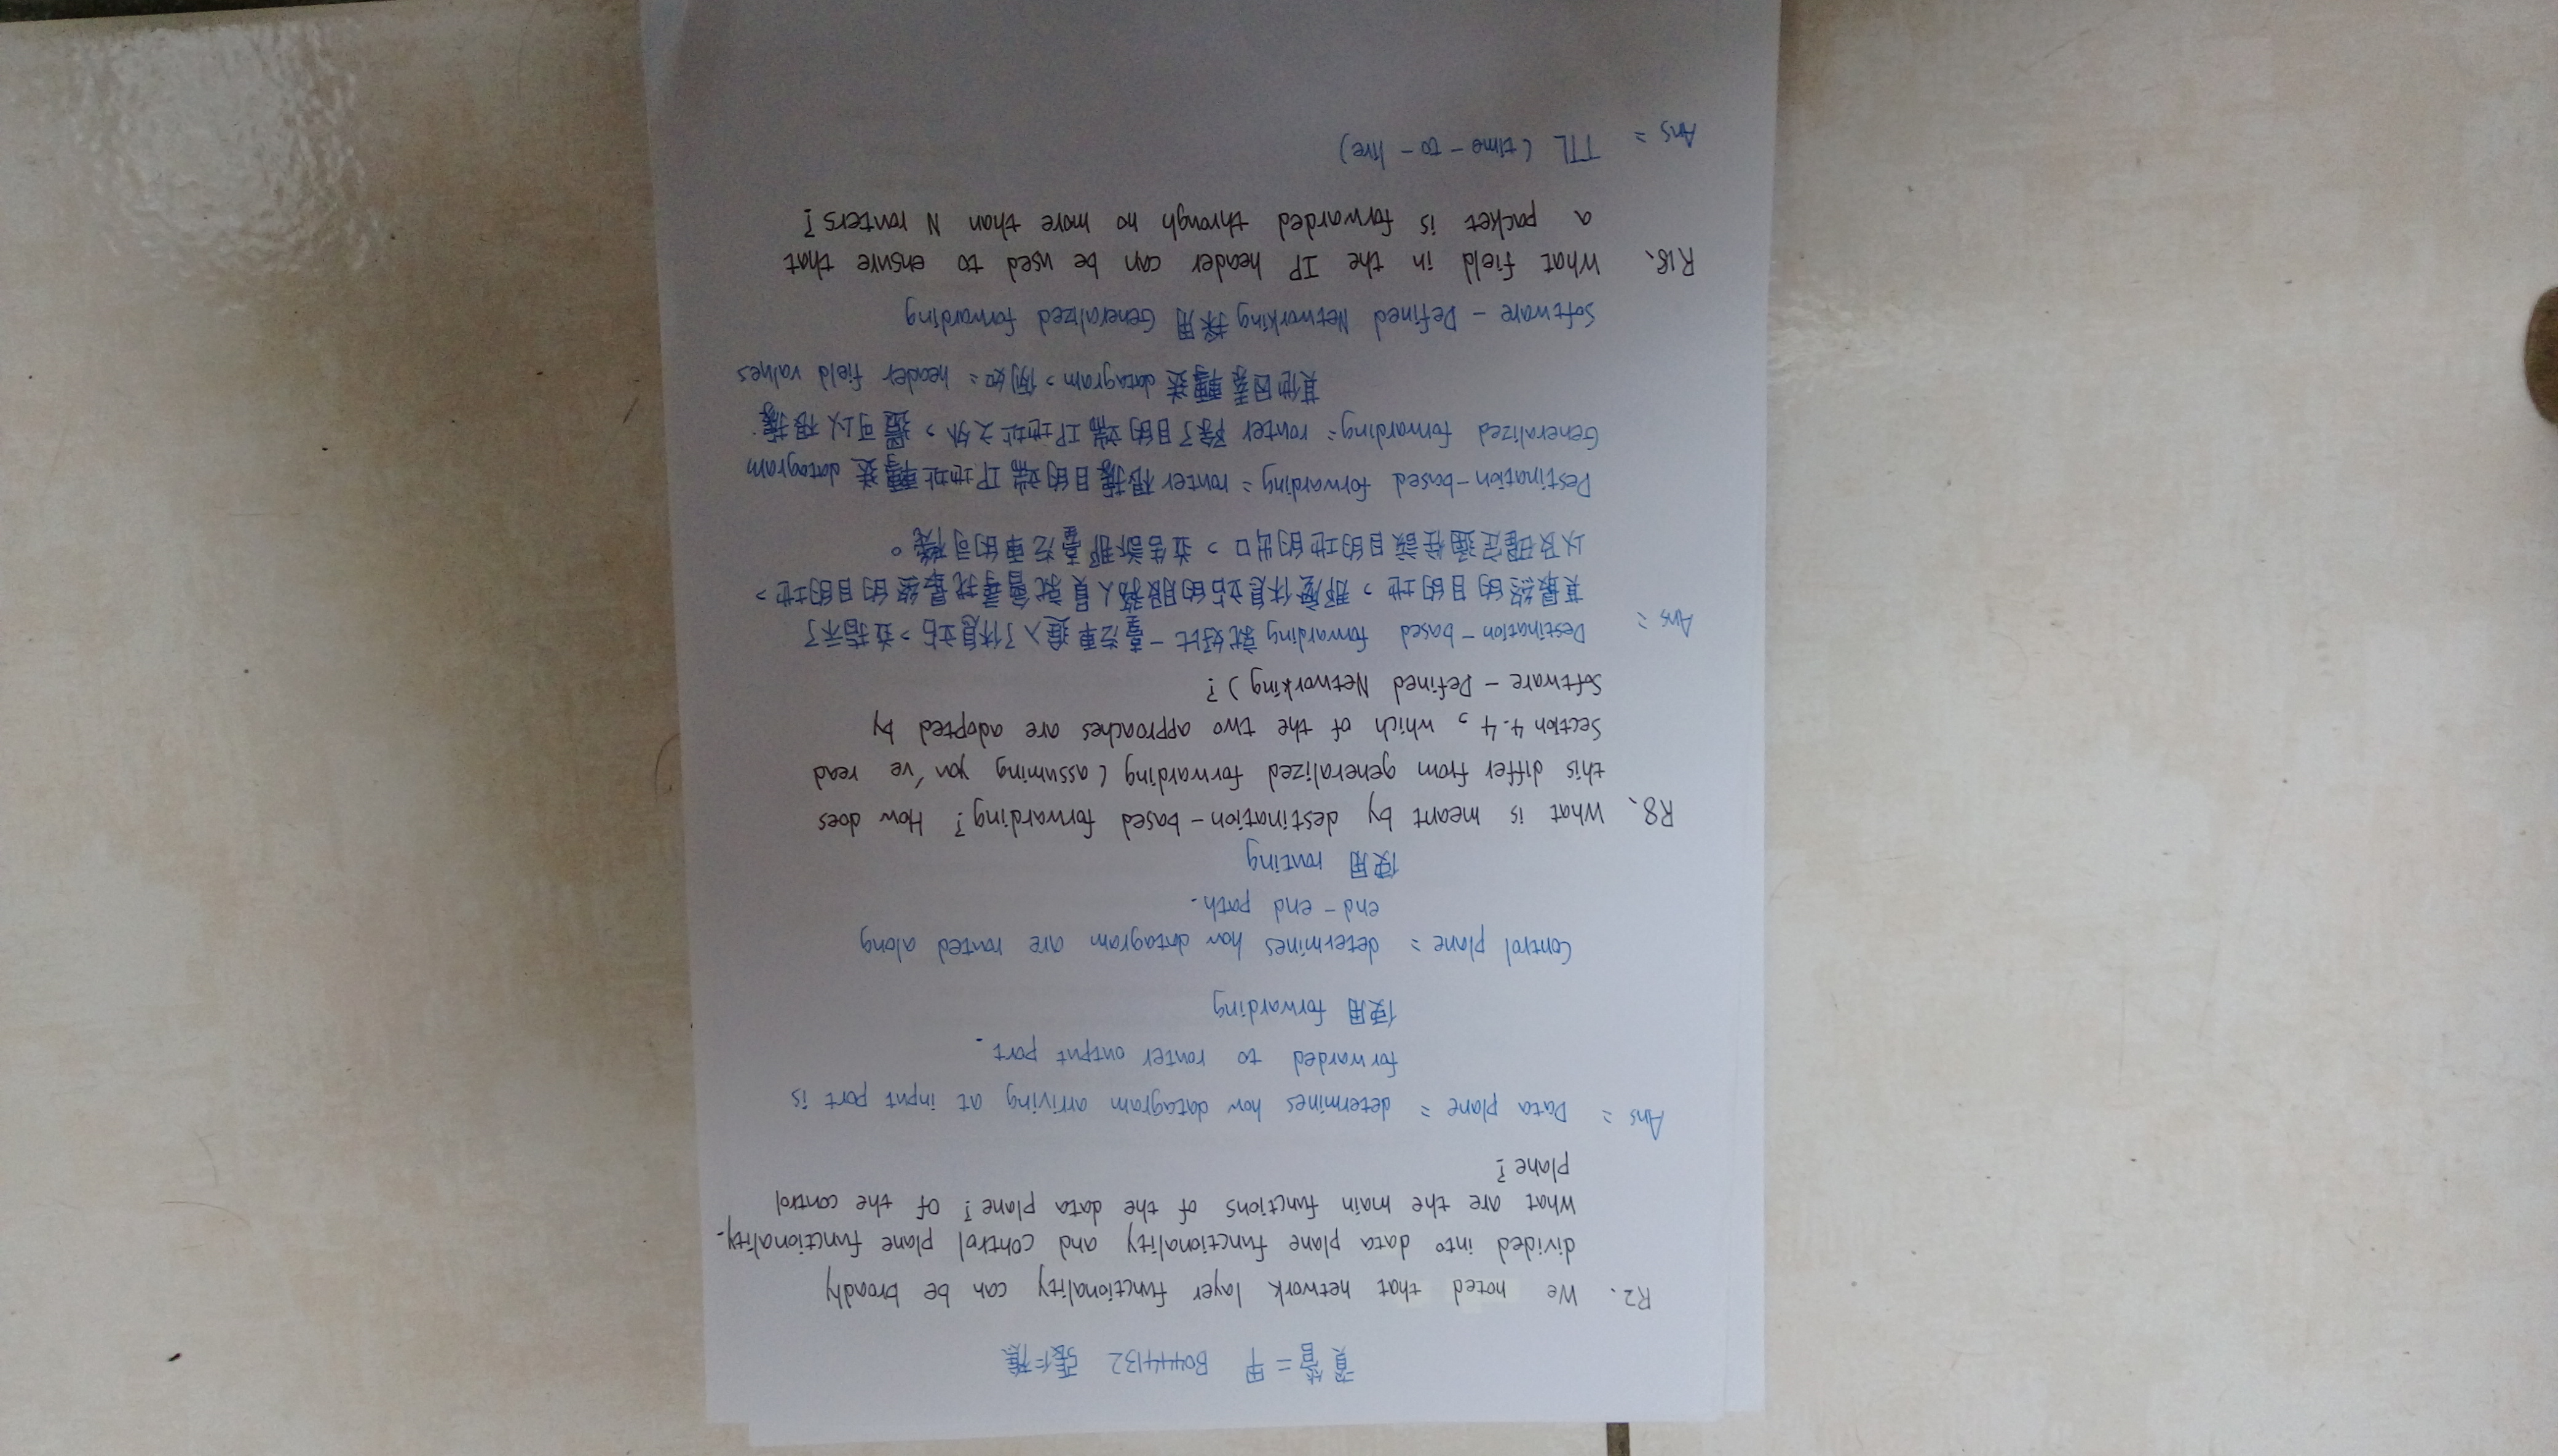 資管二甲 B0444132 張仁樵
R2、 We noted that network layer functionality can be broadly
divided into data plane functionality and control plane functionality.
What are the main functions of the data plane? Of the control
plane?
Ans: Data plane: determines how datagram arriving at input port is
forwarded to router output port.
使用 forwarding
Control plane: determines how datagram are routed along
end-end path.
使用 routing
R8、 What is meant by destination-based forwarding? How does
this differ from generalized forwarding (assuming you've read
Section 4.4, which of the two approaches are adopted by
Software-Defined Networking)?
Ans: Destination-based forwarding 就好比一臺汽車進入了休息站，並指示了
其最終的目的地，那麼休息站的服務人員就會尋找最終的目的地，
以及確定通往該目的地的出口，並告訴那臺汽車的司機。
Destination-based forwarding: router 根據目的端 IP 地址轉送 datagram
Generalized forwarding: router 除了目的端 IP 地址之外，還可以根據
其他因素轉送 datagram，例如: header field values
Software-Defined Networking 採用 Generalized forwarding
R18、 What field in the IP header can be used to ensure that
a packet is forwarded through no more than N routers?
Ans: TTL (time-to-live)